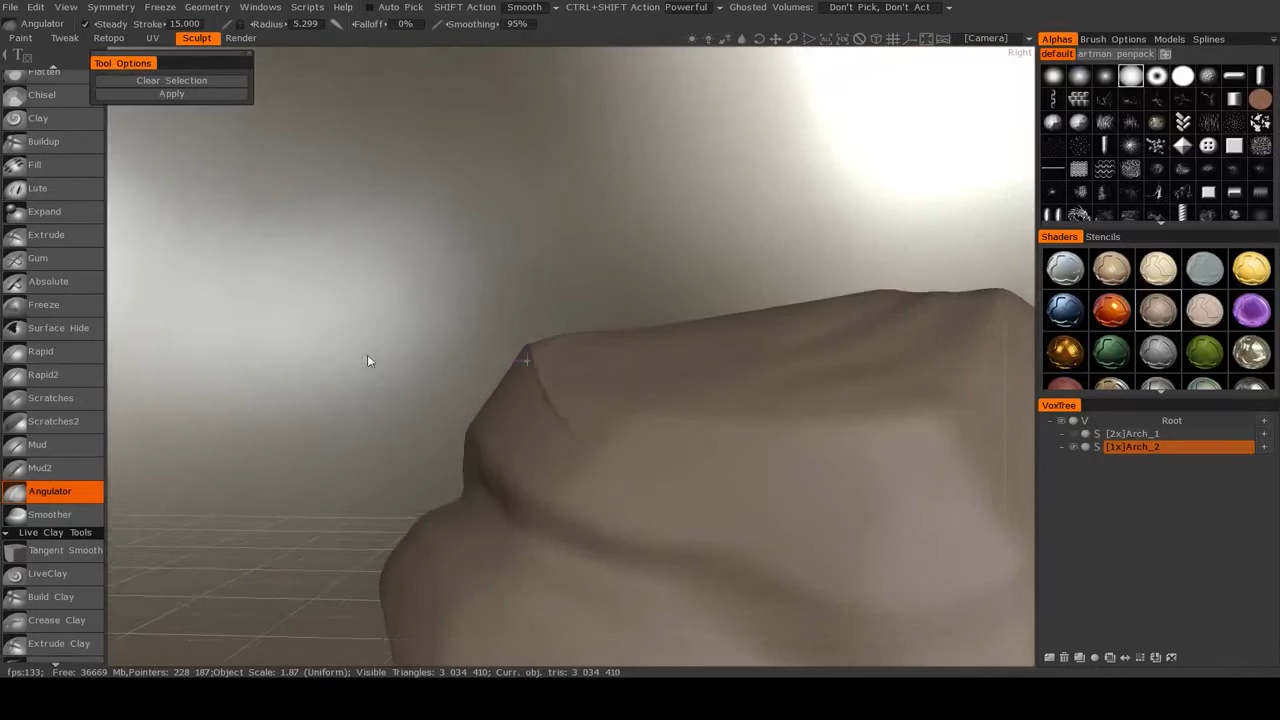 File Edit View Symmetry Freeze Geometry Windows Scripts Help Auto Pick SHIFT Action Smooth CTRL+SHIFT Action Powerful Ghosted Volumes: Don't Pick, Don't Act
Angulator Steady Stroke 15.000 Radius 5.299 Falloff 0% Smoothing 95%
Paint Tweak Retopo UV Sculpt Render [Camera]
Right
Tool Options
Clear Selection
Apply
Flatten
Chisel
Clay
Buildup
Fill
Lute
Expand
Extrude
Gum
Absolute
Freeze
Surface Hide
Rapid
Rapid2
Scratches
Scratches2
Mud
Mud2
Angulator
Smoother
Live Clay Tools
Tangent Smooth
LiveClay
Build Clay
Crease Clay
Extrude Clay
Alphas Brush Options Models Splines
default artman penpack
Shaders Stencils
VoxTree
V Root +
S [2x]Arch_1 +
S [1x]Arch_2 +
fps:133; Free: 36669 Mb,Pointers: 228 187;Object Scale: 1.87 (Uniform); Visible Triangles: 3 034 410; Curr. obj. tris: 3 034 410